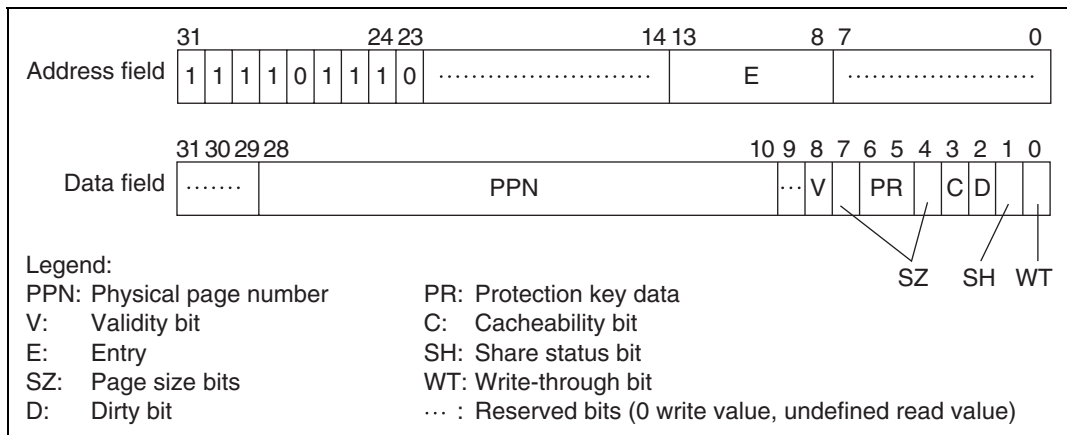 31 24 23 14 13 8 7 0
Address field 1 1 1 1 0 1 1 1 0 ........................ E ........................
31 30 29 28 10 9 8 7 6 5 4 3 2 1 0
Data field ....... PPN ... V PR C D
SZ SH WT
Legend:
PPN: Physical page number PR: Protection key data
V: Validity bit C: Cacheability bit
E: Entry SH: Share status bit
SZ: Page size bits WT: Write-through bit
D: Dirty bit ... : Reserved bits (0 write value, undefined read value)